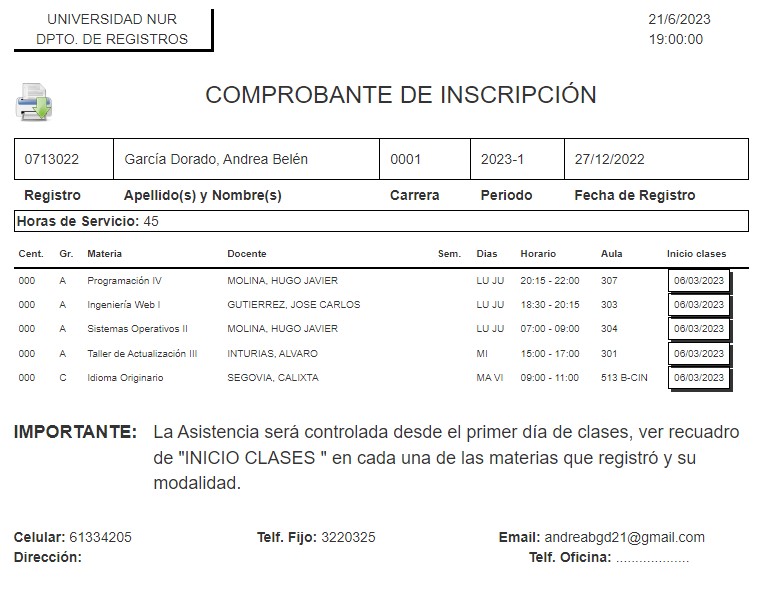 UNIVERSIDAD NUR 21/6/2023
DPTO. DE REGISTROS 19:00:00
COMPROBANTE DE INSCRIPCIÓN
0713022 García Dorado, Andrea Belén 0001 2023-1 27/12/2022
Registro Apellido(s) y Nombre(s) Carrera Periodo Fecha de Registro
Horas de Servicio: 45
Cent. Gr. Materia Docente Sem. Dias Horario Aula Inicio clases
000 A Programación IV MOLINA, HUGO JAVIER LU JU 20:15 - 22:00 307 06/03/2023
000 A Ingeniería Web I GUTIERREZ, JOSE CARLOS LU JU 18:30 - 20:15 303 06/03/2023
000 A Sistemas Operativos II MOLINA, HUGO JAVIER LU JU 07:00 - 09:00 304 06/03/2023
000 A Taller de Actualización III INTURIAS, ALVARO MI 15:00 - 17:00 301 06/03/2023
000 C Idioma Originario SEGOVIA, CALIXTA MA VI 09:00 - 11:00 513 B-CIN 06/03/2023
IMPORTANTE: La Asistencia será controlada desde el primer día de clases, ver recuadro
de "INICIO CLASES " en cada una de las materias que registró y su
modalidad.
Celular: 61334205 Telf. Fijo: 3220325 Email: andreabgd21@gmail.com
Dirección: Telf. Oficina: ...................